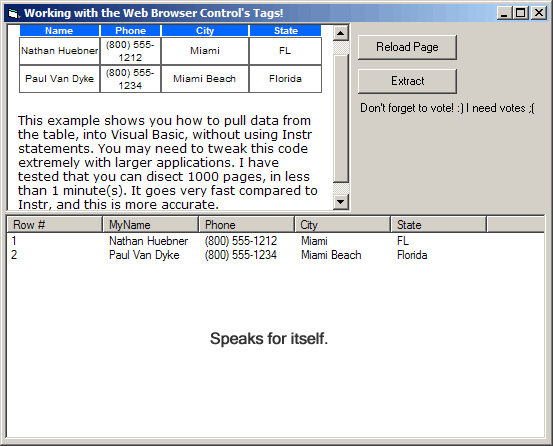 Working with the Web Browser Control's Tags!
Name Phone City State
Nathan Huebner (800) 555-1212 Miami FL
Paul Van Dyke (800) 555-1234 Miami Beach Florida
This example shows you how to pull data from
the table, into Visual Basic, without using Instr
statements. You may need to tweak this code
extremely with larger applications. I have
tested that you can disect 1000 pages, in less
than 1 minute(s). It goes very fast compared to
Instr, and this is more accurate.
Reload Page
Extract
Don't forget to vote! :) I need votes ;(
Row # MyName Phone City State
1 Nathan Huebner (800) 555-1212 Miami FL
2 Paul Van Dyke (800) 555-1234 Miami Beach Florida
Speaks for itself.